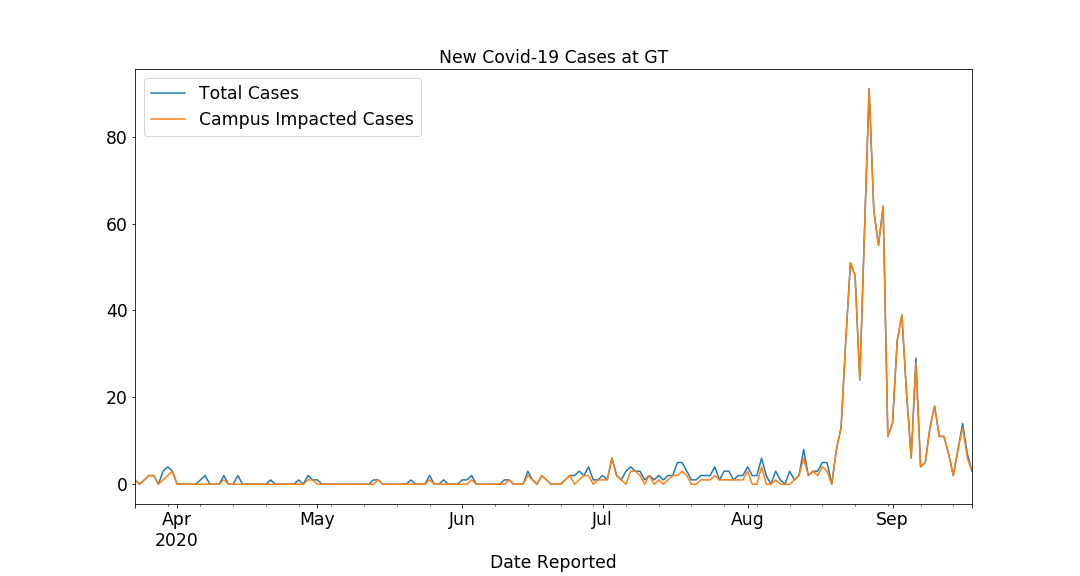 New Covid-19 Cases at GT
Total Cases
Campus Impacted Cases
80
60
40
20
0
Apr May Jun Jul Aug Sep
2020
Date Reported